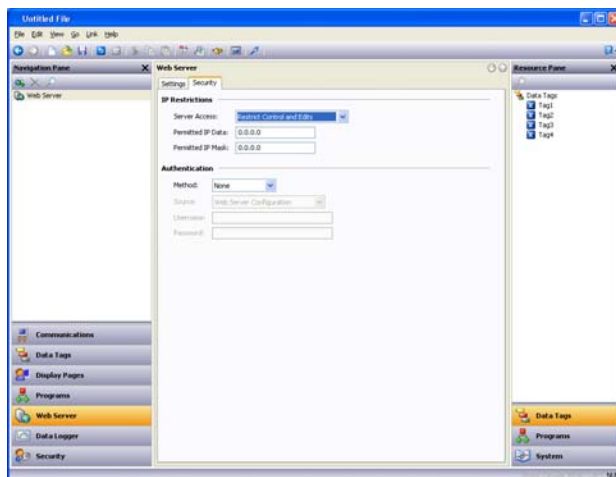 Untitled File
File Edit View Go Link Help
Navigation Pane
Web Server
Web Server
Settings Security
IP Restrictions
Server Access: Restrict Control and Edits
Permitted IP Data: 0.0.0.0
Permitted IP Mask: 0.0.0.0
Authentication
Method: None
Source: Web Server Configuration
Username:
Password:
Resource Pane
Data Tags
Tag1
Tag2
Tag3
Tag4
Communications
Data Tags
Display Pages
Programs
Web Server
Data Logger
Security
Data Tags
Programs
System